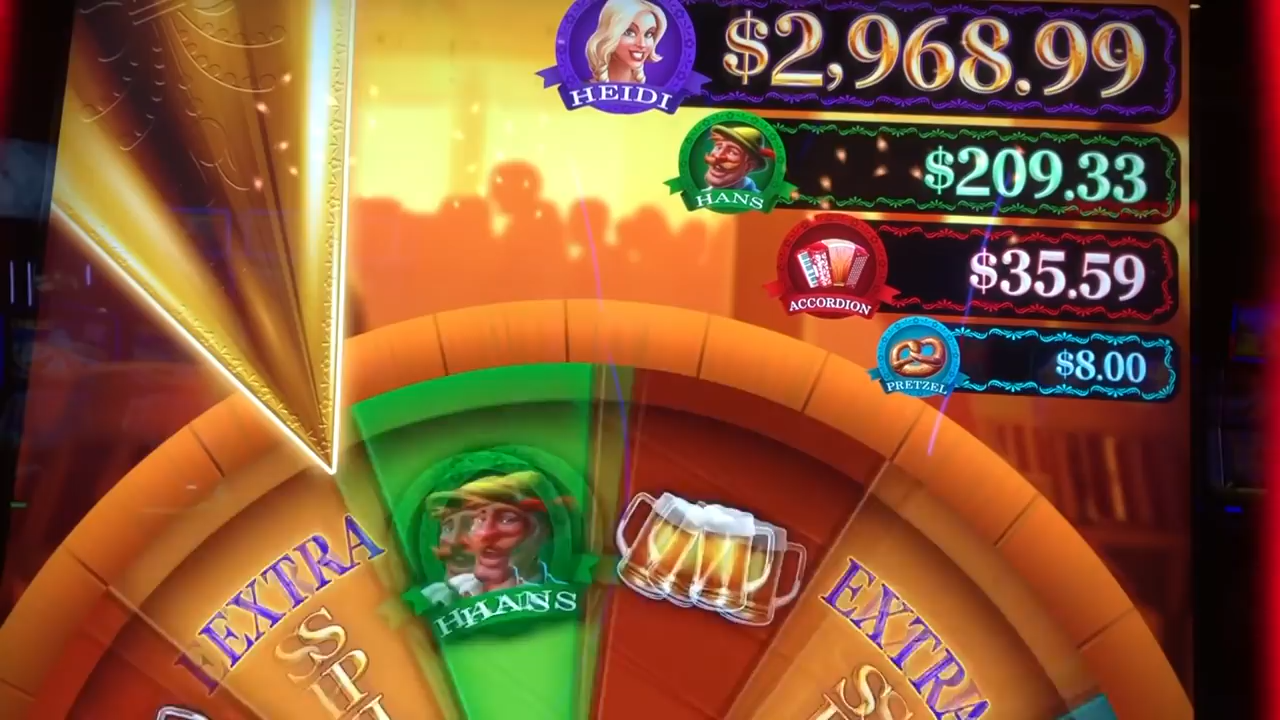 HEIDI
$2,968.99
HANS
$209.33
ACCORDION
$35.59
PRETZEL
$8.00
EXTRA
HANS
EXTRA